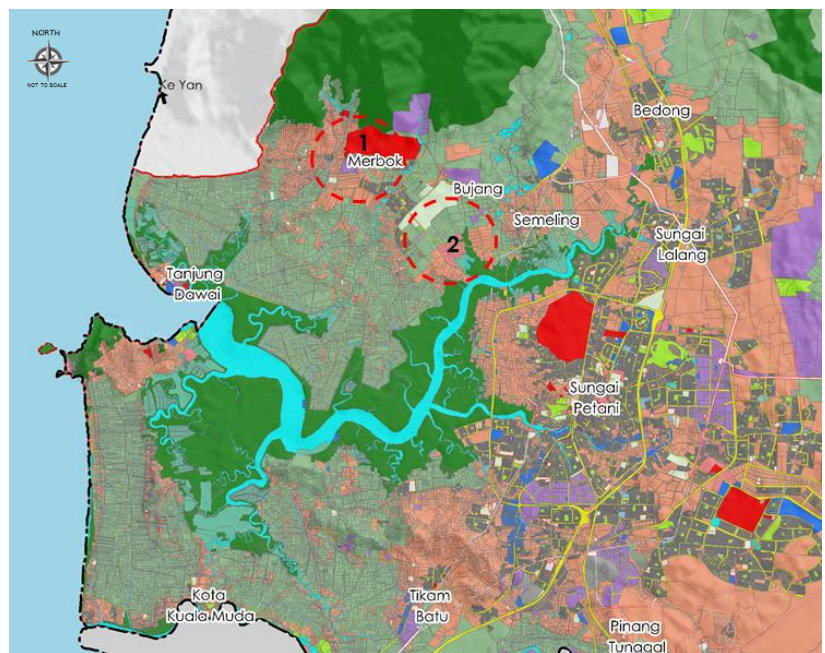 NORTH
NOT TO SCALE
Ke Yan
Bedong
1
Merbok
Bujang
Semeling
2
Sungai
Lalang
Tanjung
Dawai
Sungai
Petani
Kota
Kuala Muda
Tikam
Batu
Pinang
Tunggal